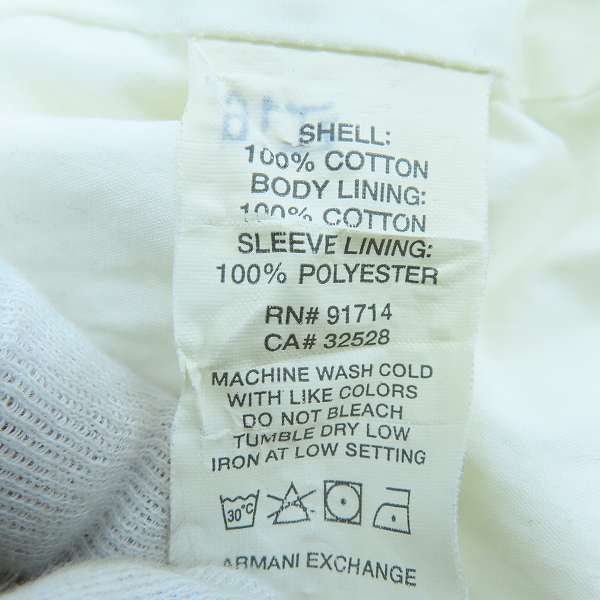 SHELL:
100% COTTON
BODY LINING:
100% COTTON
SLEEVE LINING:
100% POLYESTER
RN# 91714
CA# 32528
MACHINE WASH COLD
WITH LIKE COLORS
DO NOT BLEACH
TUMBLE DRY LOW
IRON AT LOW SETTING
30°C
ARMANI EXCHANGE